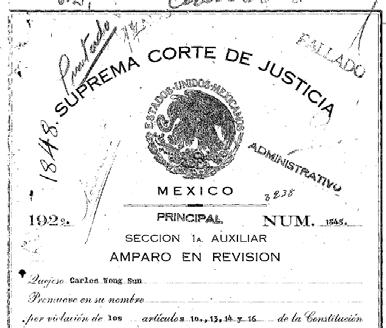 FALLADO
SUPREMA CORTE DE JUSTICIA
1848
ESTADOS UNIDOS MEXICANOS
ADMINISTRATIVO
MEXICO
3238
1929. PRINCIPAL NUM. 1848.
SECCION 1A. AUXILIAR
AMPARO EN REVISION
Quejoso Carlos Wong Sun
Promueve en su nombre
por violación de los artículos 1o.,13,14 y 16 de la Constitución